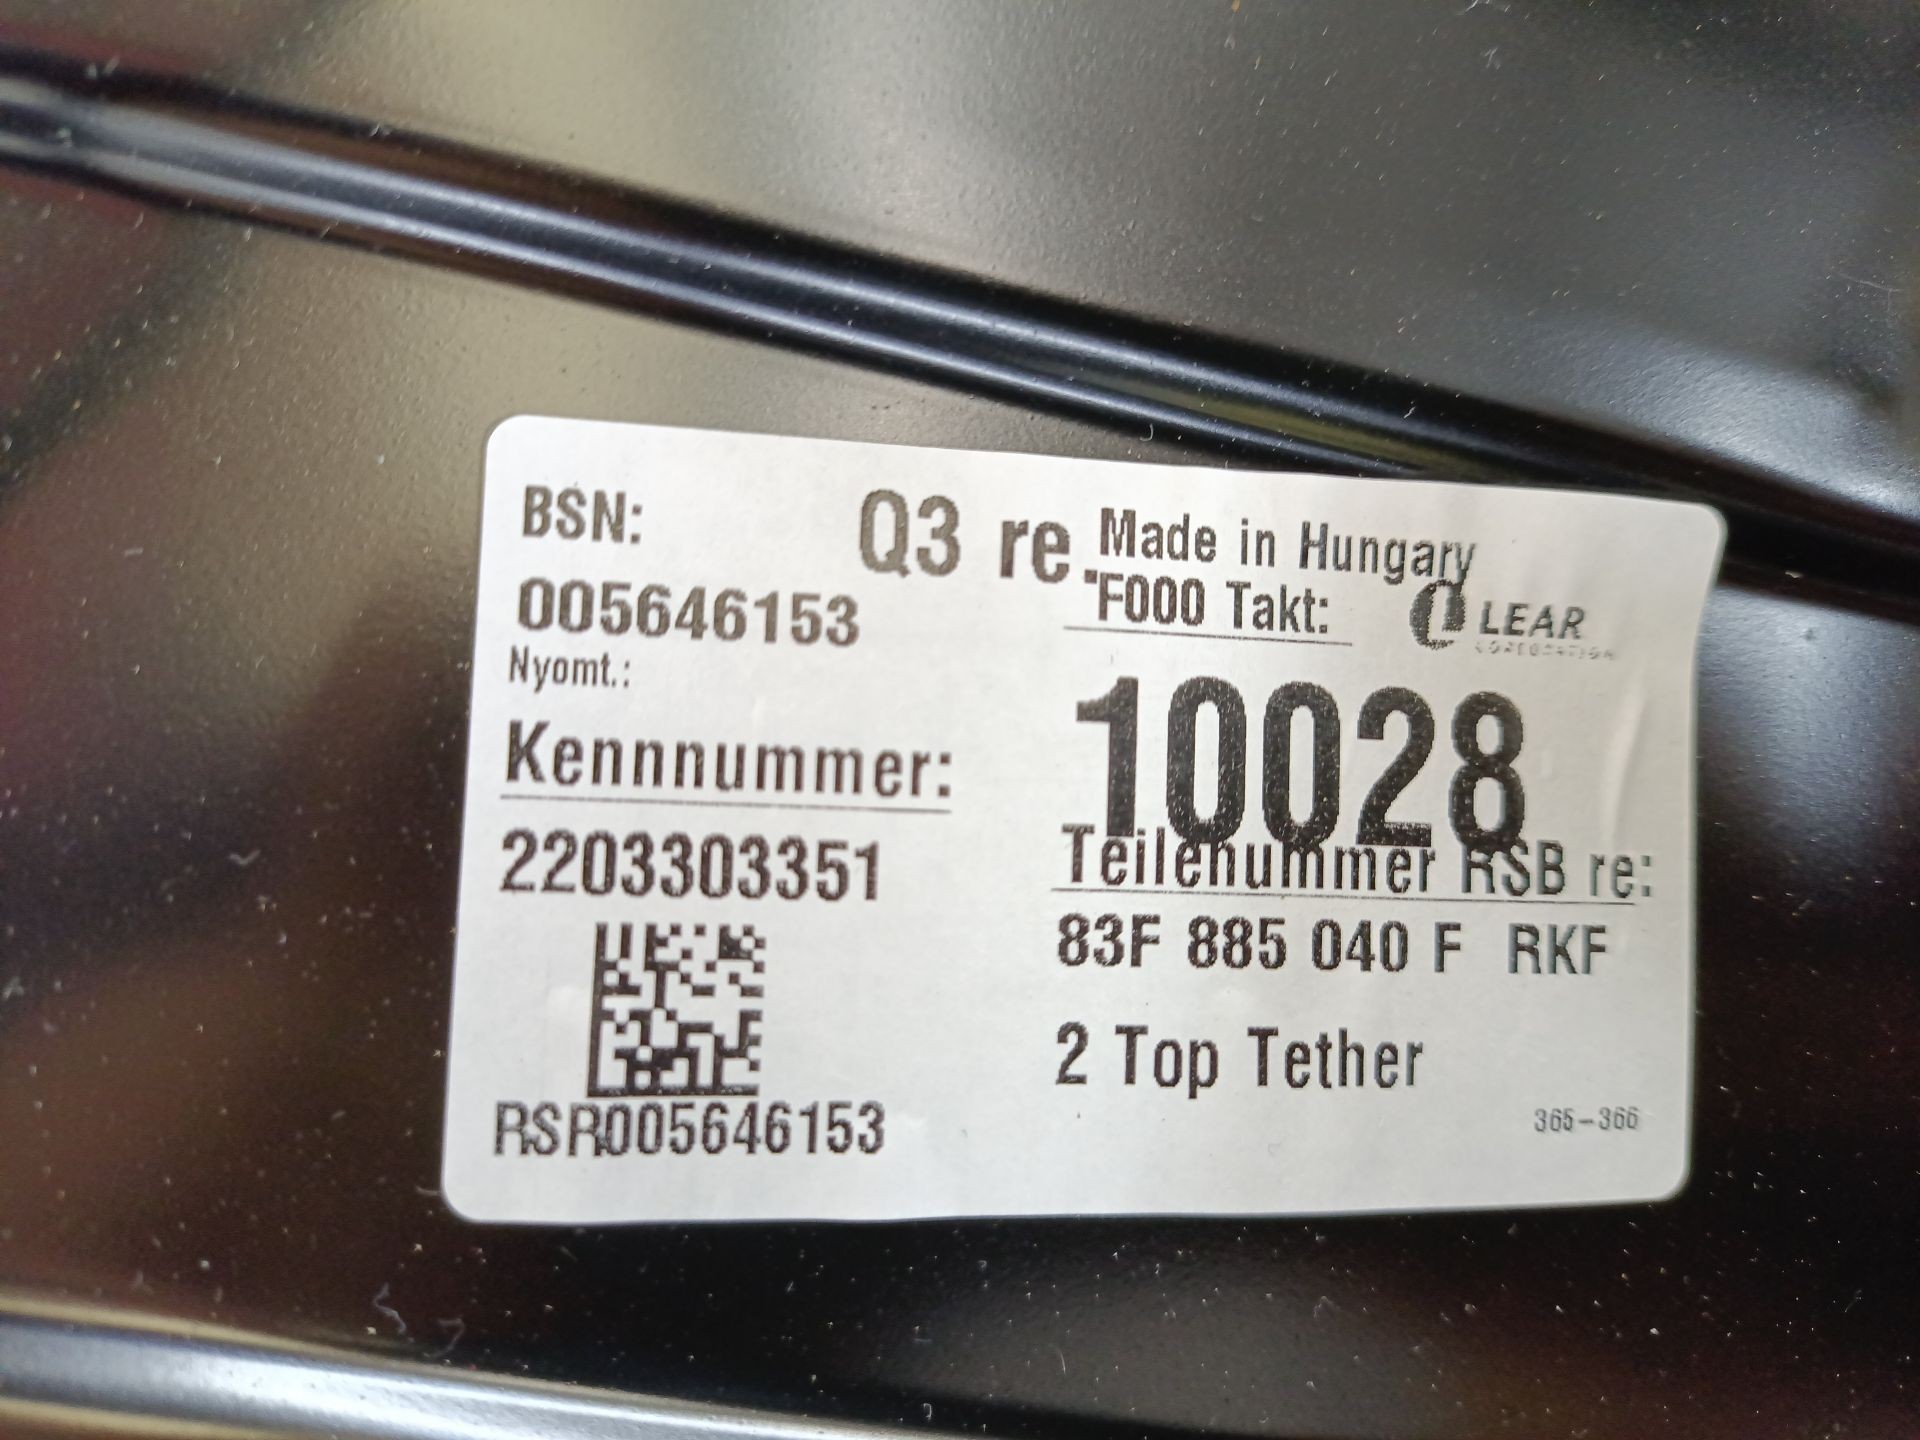 BSN:
Q3 re.
Made in Hungary
005646153
F000 Takt:
LEAR
CORPORATION
Nyomt.:
10028
Kennnummer:
Teilenummer RSB re:
2203303351
83F 885 040 F RKF
2 Top Tether
RSR005646153
365-366